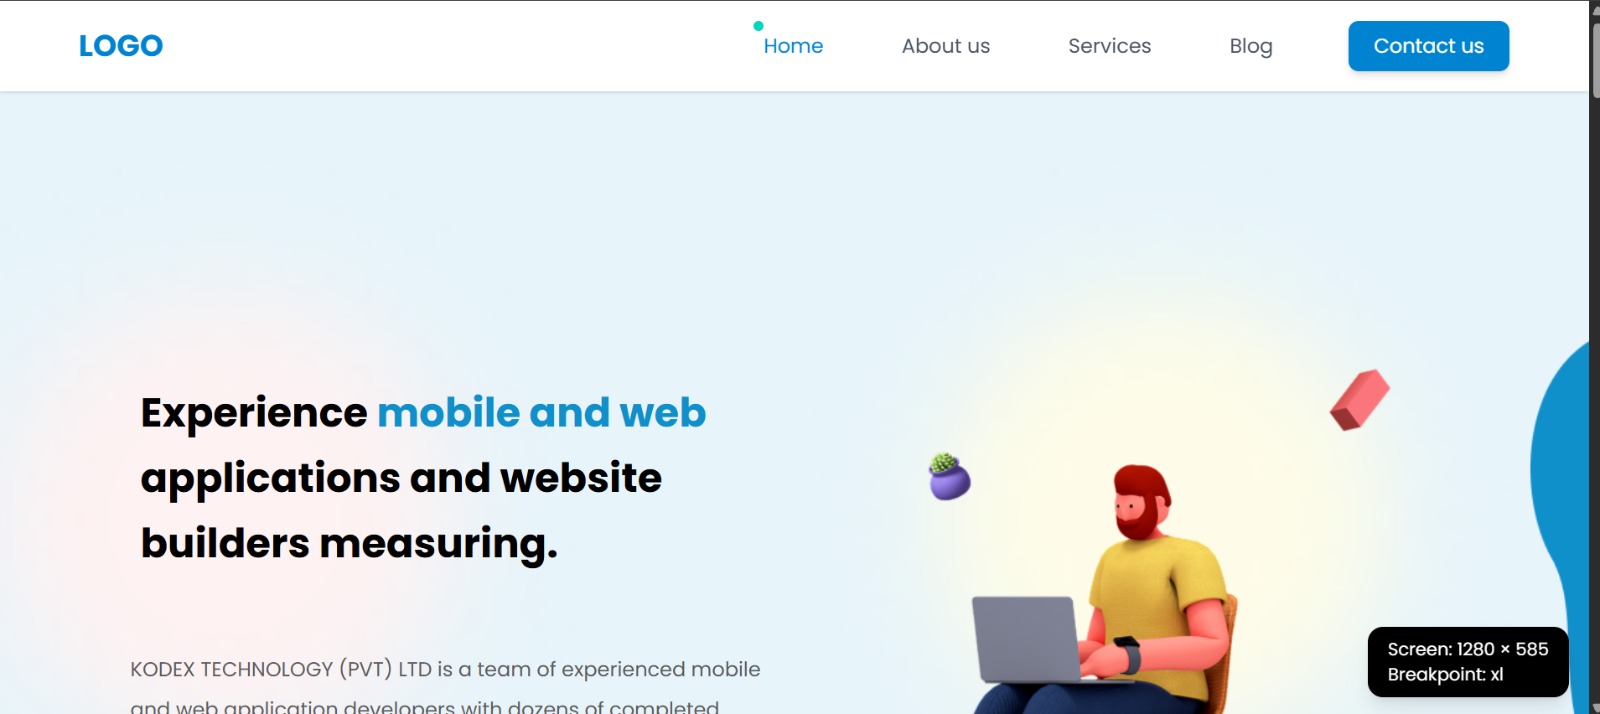 LOGO
Home
About us
Services
Blog
Contact us
Experience mobile and web
applications and website
builders measuring.
KODEX TECHNOLOGY (PVT) LTD is a team of experienced mobile
and web application developers with dozens of completed
Screen: 1280 × 585
Breakpoint: xl